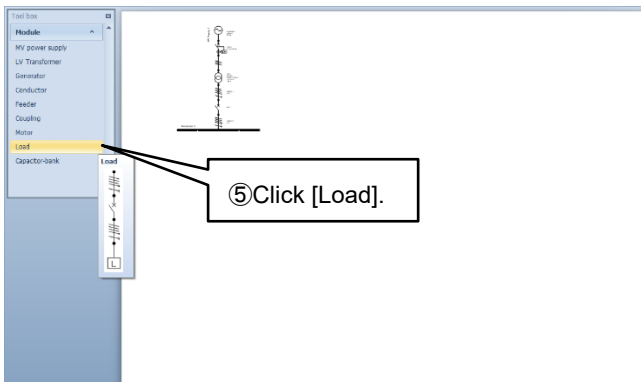 Tool box
Module
MV power supply
LV Transformer
Generator
Conductor
Feeder
Coupling
Motor
Load
Capacitor-bank
Load
L
⑤Click [Load].